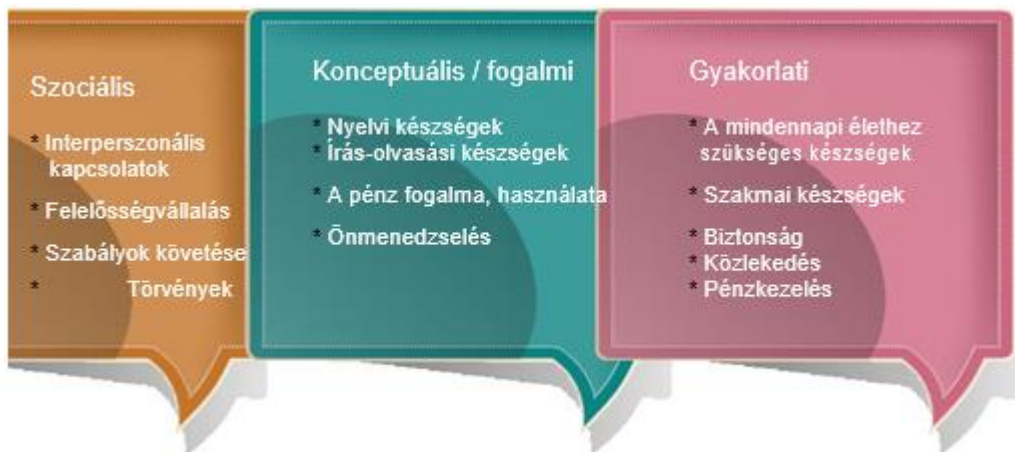 Szociális
* Interperszonális
kapcsolatok
* Felelősségvállalás
* Szabályok követése
* Törvények
Konceptuális / fogalmi
* Nyelvi készségek
* Írás-olvasási készségek
* A pénz fogalma, használata
* Önmenedzselés
Gyakorlati
* A mindennapi élethez
szükséges készségek
* Szakmai készségek
* Biztonság
* Közlekedés
* Pénzkezelés